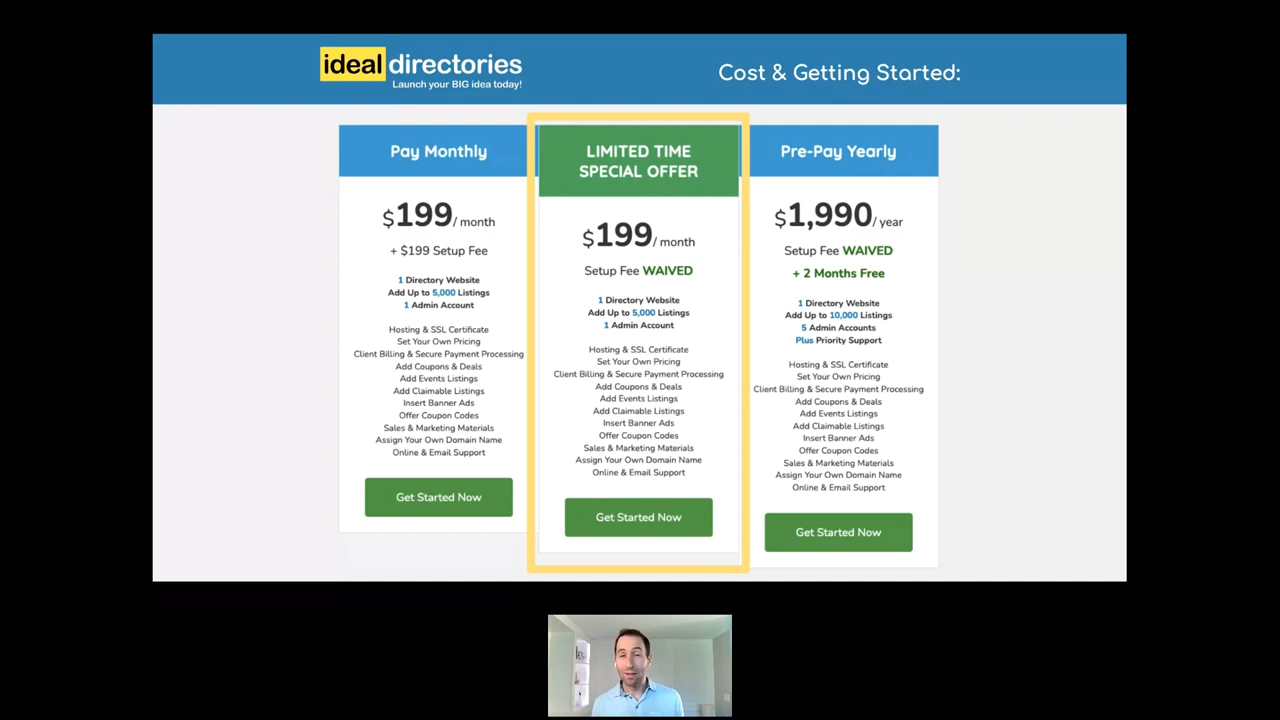 ideal directories
Launch your BIG idea today!
Cost & Getting Started:
Pay Monthly
$199/ month
+ $199 Setup Fee
1 Directory Website
Add Up to 5,000 Listings
1 Admin Account
Hosting & SSL Certificate
Set Your Own Pricing
Client Billing & Secure Payment Processing
Add Coupons & Deals
Add Events Listings
Add Claimable Listings
Insert Banner Ads
Offer Coupon Codes
Sales & Marketing Materials
Assign Your Own Domain Name
Online & Email Support
Get Started Now
LIMITED TIME
SPECIAL OFFER
$199/ month
Setup Fee WAIVED
1 Directory Website
Add Up to 5,000 Listings
1 Admin Account
Hosting & SSL Certificate
Set Your Own Pricing
Client Billing & Secure Payment Processing
Add Coupons & Deals
Add Events Listings
Add Claimable Listings
Insert Banner Ads
Offer Coupon Codes
Sales & Marketing Materials
Assign Your Own Domain Name
Online & Email Support
Get Started Now
Pre-Pay Yearly
$1,990/ year
Setup Fee WAIVED
+ 2 Months Free
1 Directory Website
Add Up to 10,000 Listings
5 Admin Accounts
Plus Priority Support
Hosting & SSL Certificate
Set Your Own Pricing
Client Billing & Secure Payment Processing
Add Coupons & Deals
Add Events Listings
Add Claimable Listings
Insert Banner Ads
Offer Coupon Codes
Sales & Marketing Materials
Assign Your Own Domain Name
Online & Email Support
Get Started Now